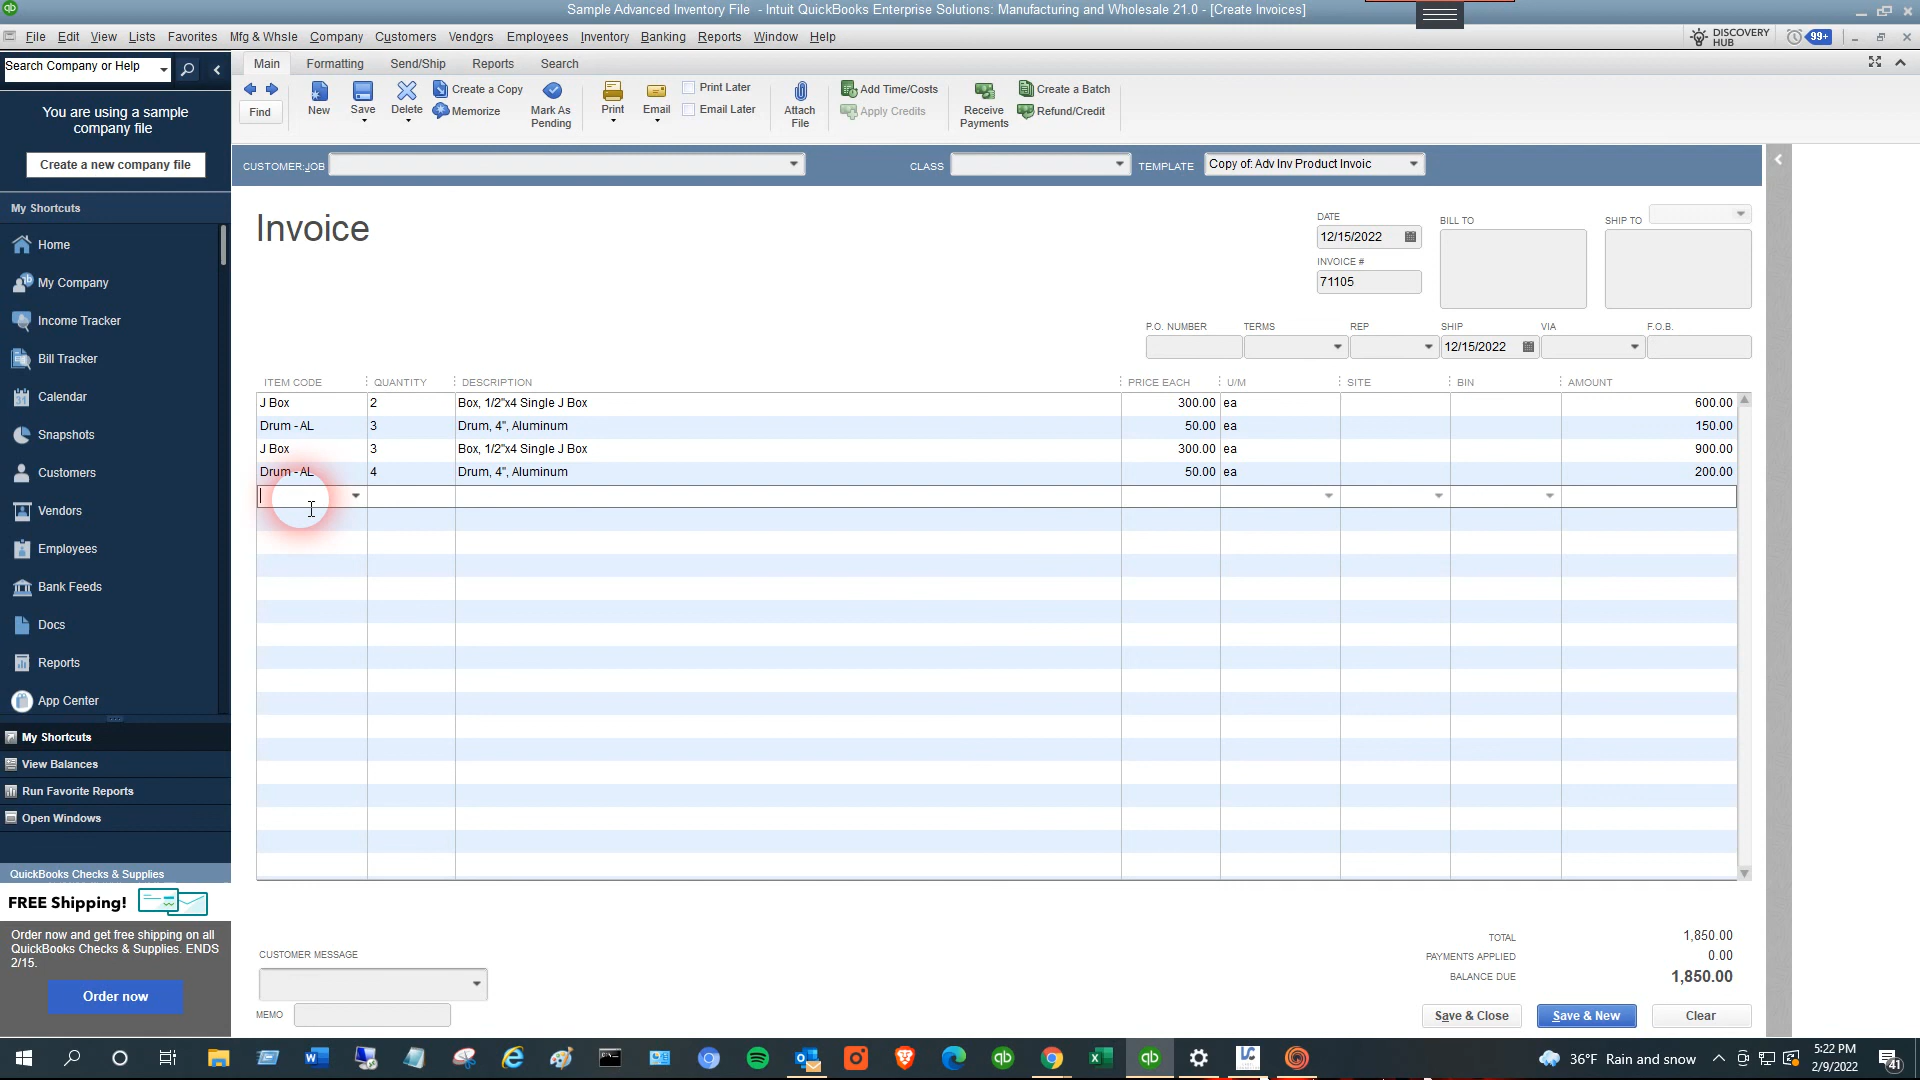 Sample Advanced Inventory File - Intuit QuickBooks Enterprise Solutions: Manufacturing and Wholesale 21.0 - [Create Invoices]
File Edit View Lists Favorites Mfg & Whsle Company Customers Vendors Employees Inventory Banking Reports Window Help
DISCOVERY HUB 99+
Search Company or Help
Main Formatting Send/Ship Reports Search
Find
New
Save
Delete
Create a Copy
Memorize
Mark As Pending
Print
Email
Print Later
Email Later
Attach File
Add Time/Costs
Apply Credits
Receive Payments
Create a Batch
Refund/Credit
You are using a sample
company file
Create a new company file
My Shortcuts
Home
My Company
Income Tracker
Bill Tracker
Calendar
Snapshots
Customers
Vendors
Employees
Bank Feeds
Docs
Reports
App Center
My Shortcuts
View Balances
Run Favorite Reports
Open Windows
QuickBooks Checks & Supplies
FREE Shipping!
Order now and get free shipping on all
QuickBooks Checks & Supplies. ENDS
2/15.
Order now
CUSTOMER:JOB CLASS TEMPLATE Copy of: Adv Inv Product Invoic
Invoice
DATE
12/15/2022
INVOICE #
71105
BILL TO
SHIP TO
P.O. NUMBER TERMS REP SHIP VIA F.O.B.
12/15/2022
ITEM CODE QUANTITY DESCRIPTION PRICE EACH U/M SITE BIN AMOUNT
J Box 2 Box, 1/2"x4 Single J Box 300.00 ea 600.00
Drum - AL 3 Drum, 4", Aluminum 50.00 ea 150.00
J Box 3 Box, 1/2"x4 Single J Box 300.00 ea 900.00
Drum - AL 4 Drum, 4", Aluminum 50.00 ea 200.00
CUSTOMER MESSAGE
MEMO
TOTAL 1,850.00
PAYMENTS APPLIED 0.00
BALANCE DUE 1,850.00
Save & Close Save & New Clear
36°F Rain and snow
5:22 PM
2/9/2022
41